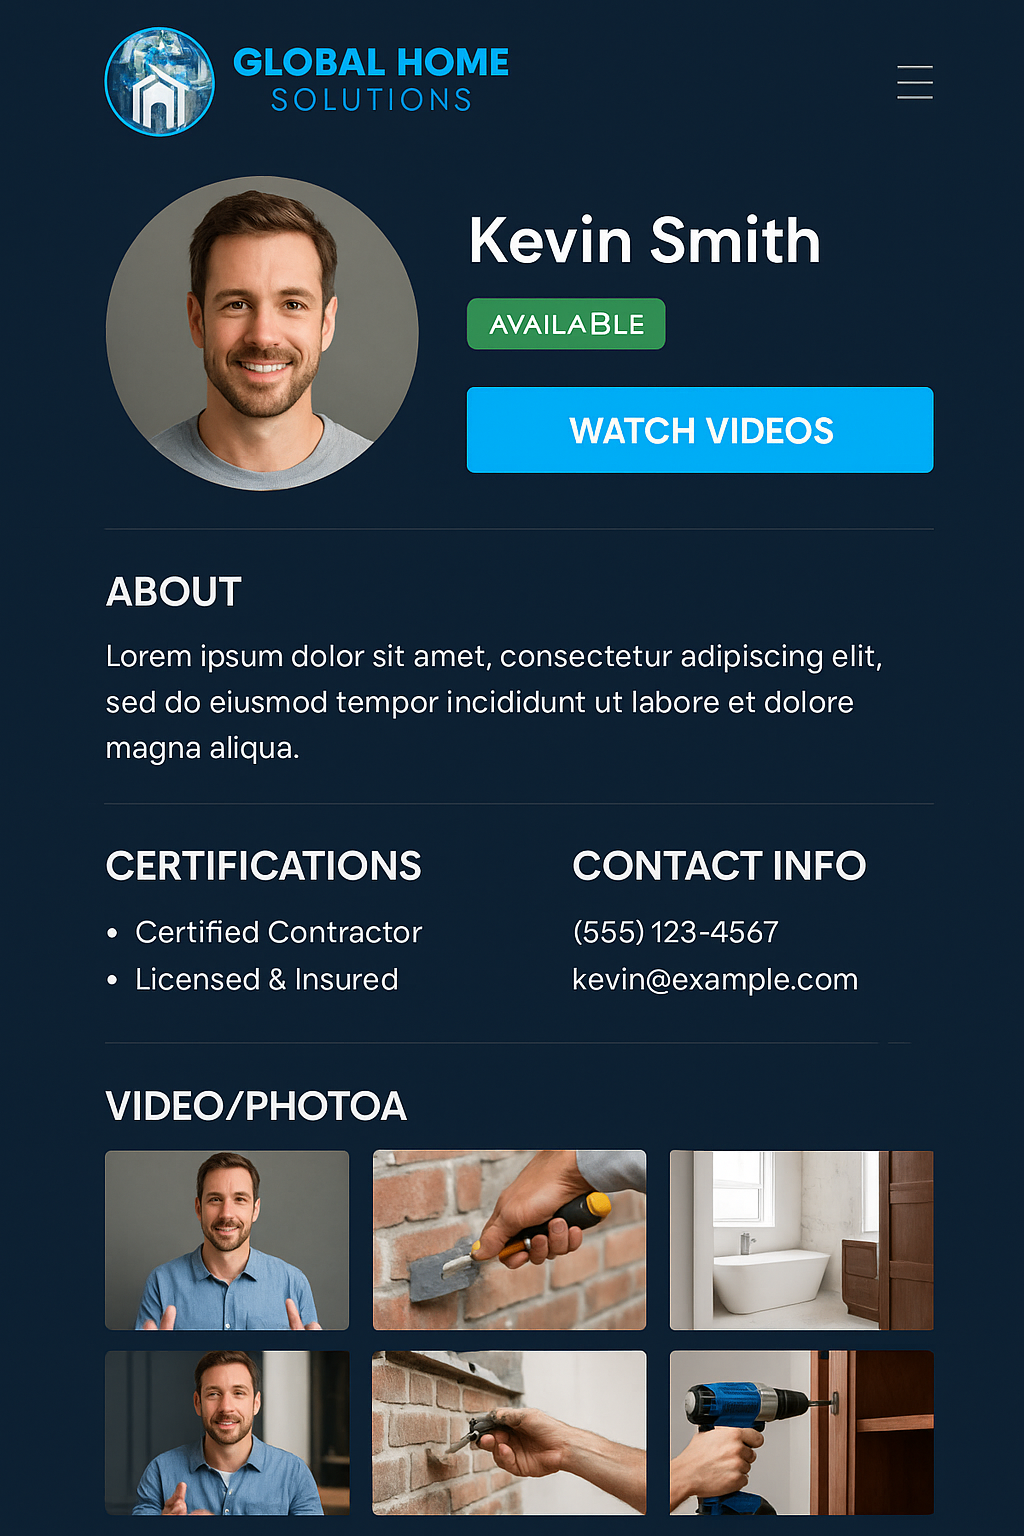 GLOBAL HOME
SOLUTIONS
Kevin Smith
AVAILABLE
WATCH VIDEOS
ABOUT
Lorem ipsum dolor sit amet, consectetur adipiscing elit,
sed do eiusmod tempor incididunt ut labore et dolore
magna aliqua.
CERTIFICATIONS
• Certified Contractor
• Licensed & Insured
CONTACT INFO
(555) 123-4567
kevin@example.com
VIDEO/PHOTOA